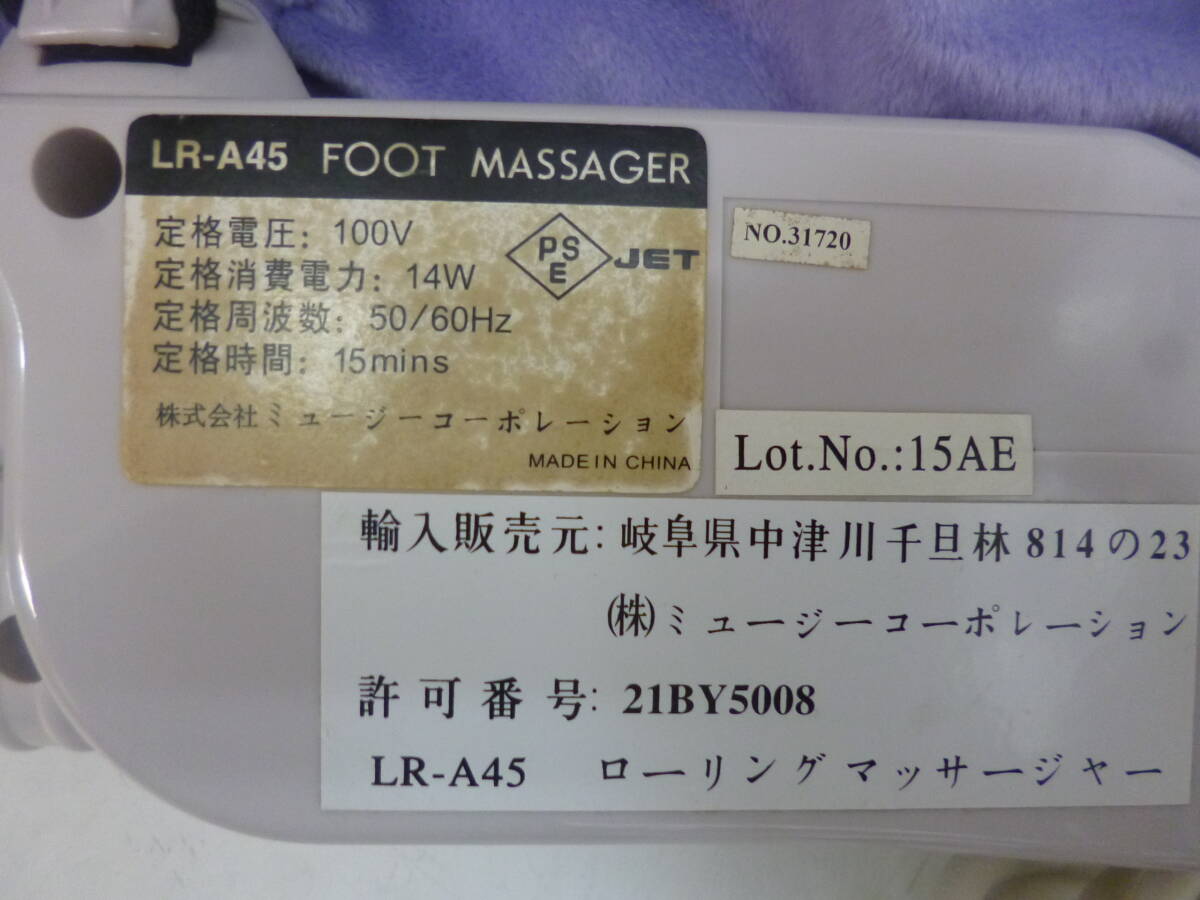 LR-A45 FOOT MASSAGER
定格電圧: 100V
定格消費電力: 14W
定格周波数: 50/60Hz
定格時間: 15mins
PS
E
JET
株式会社ミュージーコーポレーション
MADE IN CHINA
NO.31720
Lot.No.:15AE
輸入販売元: 岐阜県中津川千旦林814の23
㈱ミュージーコーポレーション
許可番号: 21BY5008
LR-A45 ローリングマッサージャー